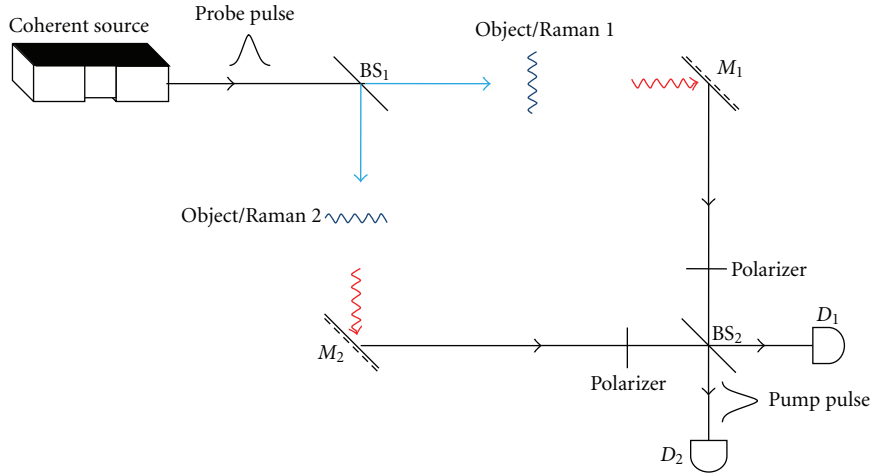 Coherent source
Probe pulse
BS1
Object/Raman 1
M1
Object/Raman 2
Polarizer
M2
Polarizer
BS2
D1
Pump pulse
D2